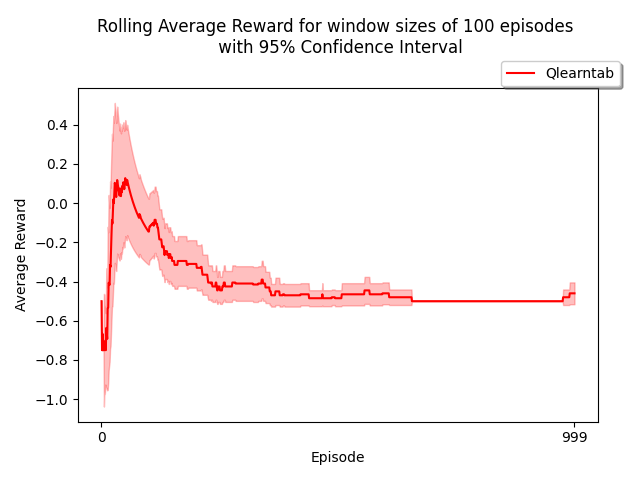 Rolling Average Reward for window sizes of 100 episodes
with 95% Confidence Interval
Qlearntab
0.4
0.2
0.0
−0.2
−0.4
−0.6
−0.8
−1.0
Average Reward
0
999
Episode